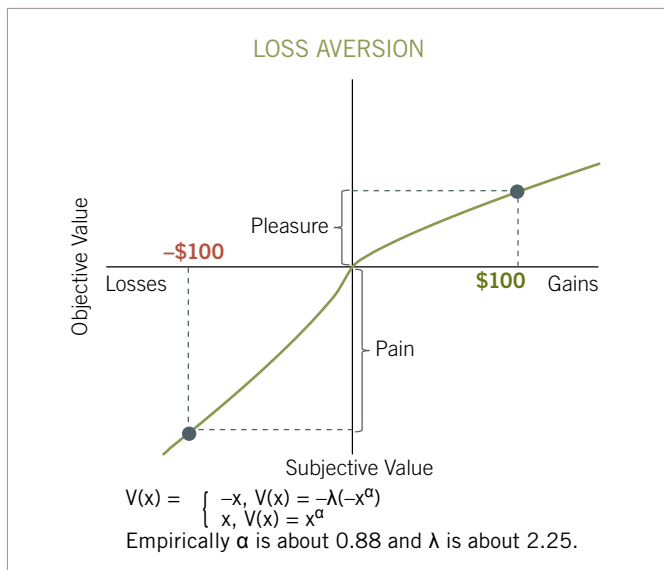 LOSS AVERSION
Objective Value
Pleasure
–$100
Losses
$100
Gains
Pain
Subjective Value
V(x) = { –x, V(x) = –λ(–x^α)
x, V(x) = x^α
Empirically α is about 0.88 and λ is about 2.25.